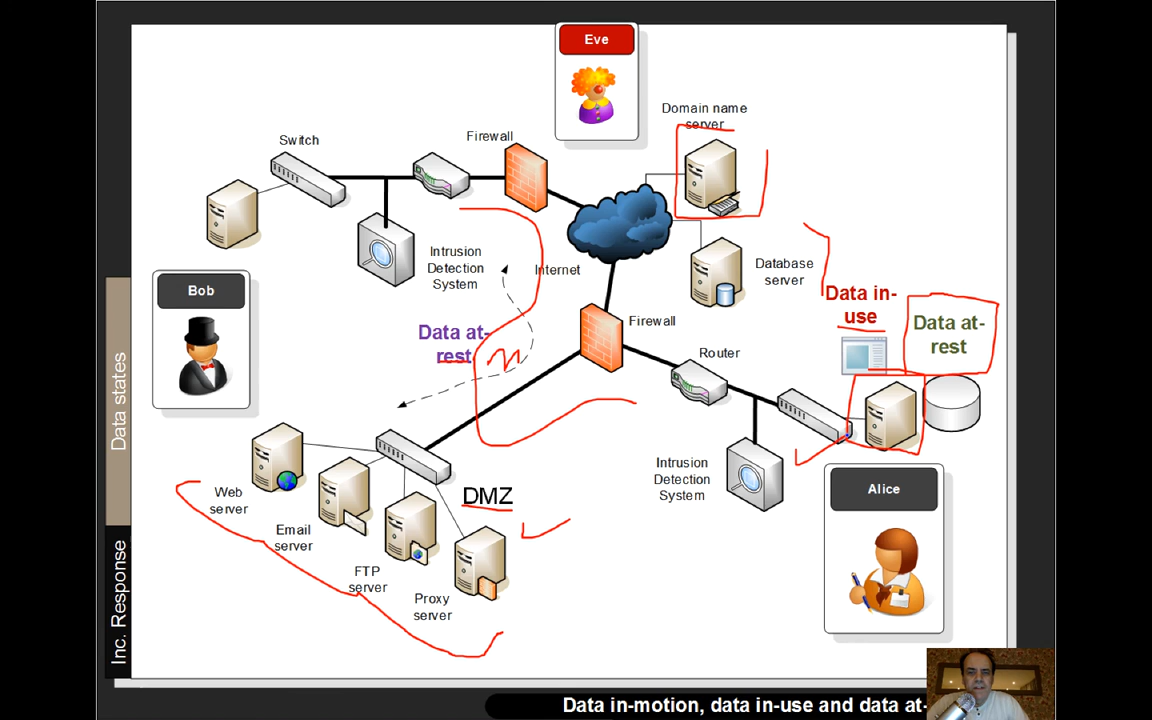 Eve
Domain name
server
Firewall
Switch
Intrusion
Detection
System
Internet
Database
server
Bob
Data in-
use
Data at-
rest
Firewall
Data at-
rest
m
Router
Data states
Intrusion
Detection
System
Alice
DMZ
Web
server
Email
server
FTP
server
Proxy
server
Inc. Response
Data in-motion, data in-use and data at-